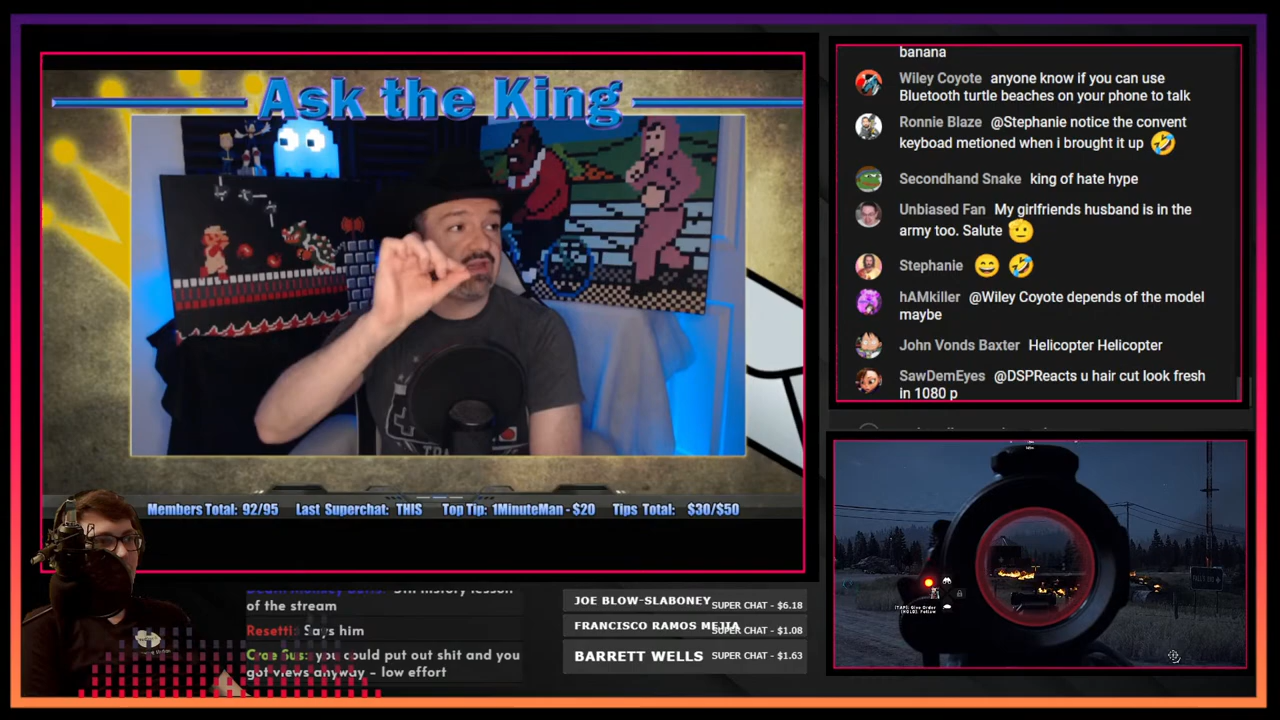 Ask the King
Members Total: 92/95 Last Superchat: THIS Top Tip: 1MinuteMan - $20 Tips Total: $30/$50
banana
Wiley Coyote anyone know if you can use
Bluetooth turtle beaches on your phone to talk
Ronnie Blaze @Stephanie notice the convent
keyboad metioned when i brought it up 🤣
Secondhand Snake king of hate hype
Unbiased Fan My girlfriends husband is in the
army too. Salute 🫡
Stephanie 😄 🤣
hAMkiller @Wiley Coyote depends of the model
maybe
John Vonds Baxter Helicopter Helicopter
SawDemEyes @DSPReacts u hair cut look fresh
in 1080 p
of the stream
Resetti: Says him
you could put out shit and you
got views anyway - low effort
JOE BLOW-SLABONEY SUPER CHAT - $6.18
FRANCISCO RAMOS MEJIA SUPER CHAT - $1.08
BARRETT WELLS SUPER CHAT - $1.63
[TAP] Give Order
[HOLD] Follow